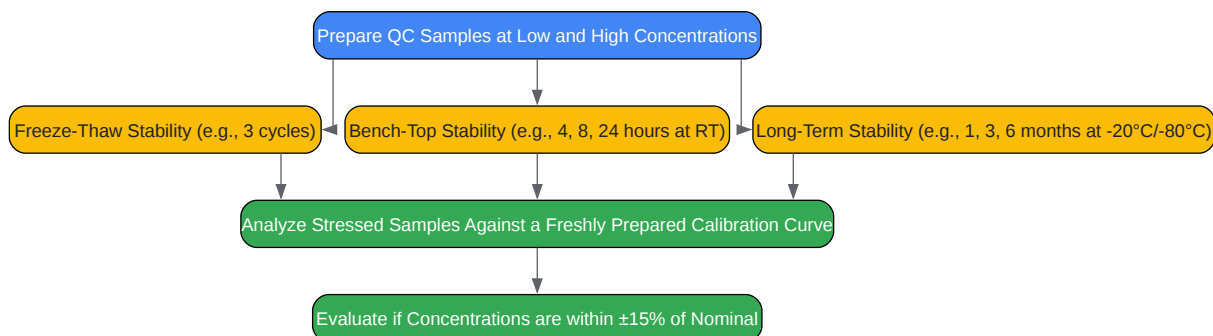 Prepare QC Samples at Low and High Concentrations
Freeze-Thaw Stability (e.g., 3 cycles)
Bench-Top Stability (e.g., 4, 8, 24 hours at RT)
Long-Term Stability (e.g., 1, 3, 6 months at -20°C/-80°C)
Analyze Stressed Samples Against a Freshly Prepared Calibration Curve
Evaluate if Concentrations are within ±15% of Nominal